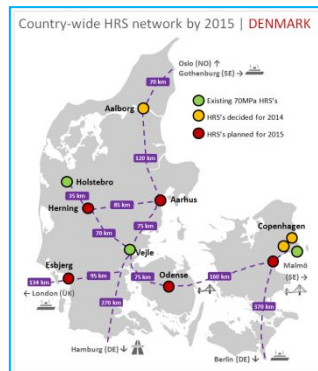 Country-wide HRS network by 2015 | DENMARK
Oslo (NO) ↑
Gothenburg (SE) →
70 km
Aalborg
Existing 70MPa HRS's
HRS's decided for 2014
HRS's planned for 2015
120 km
Holstebro
35 km
Herning
85 km
Aarhus
70 km
75 km
Copenhagen
Vejle
Malmö
(SE) →
Esbjerg
134 km
95 km
75 km
Odense
160 km
← London (UK)
270 km
370 km
Hamburg (DE) ↓
Berlin (DE) ↓